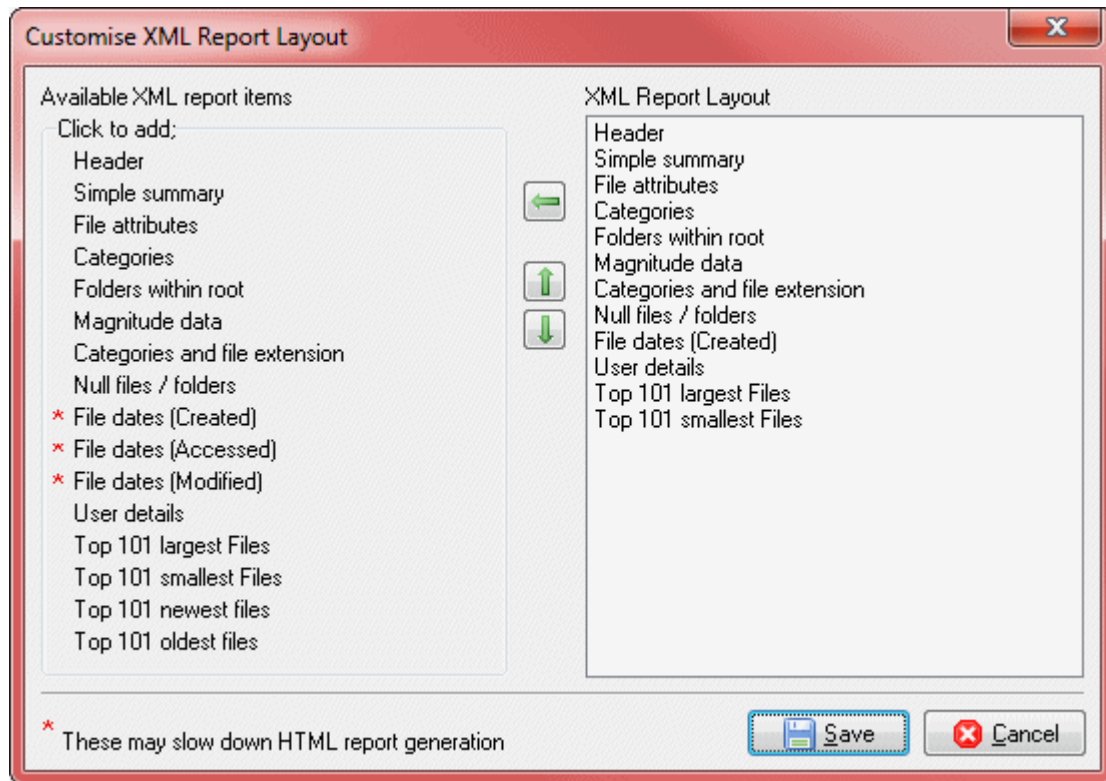 Customise XML Report Layout
Available XML report items
Click to add;
Header
Simple summary
File attributes
Categories
Folders within root
Magnitude data
Categories and file extension
Null files / folders
* File dates (Created)
* File dates (Accessed)
* File dates (Modified)
User details
Top 101 largest Files
Top 101 smallest Files
Top 101 newest files
Top 101 oldest files
XML Report Layout
Header
Simple summary
File attributes
Categories
Folders within root
Magnitude data
Categories and file extension
Null files / folders
File dates (Created)
User details
Top 101 largest Files
Top 101 smallest Files
* These may slow down HTML report generation
Save
Cancel